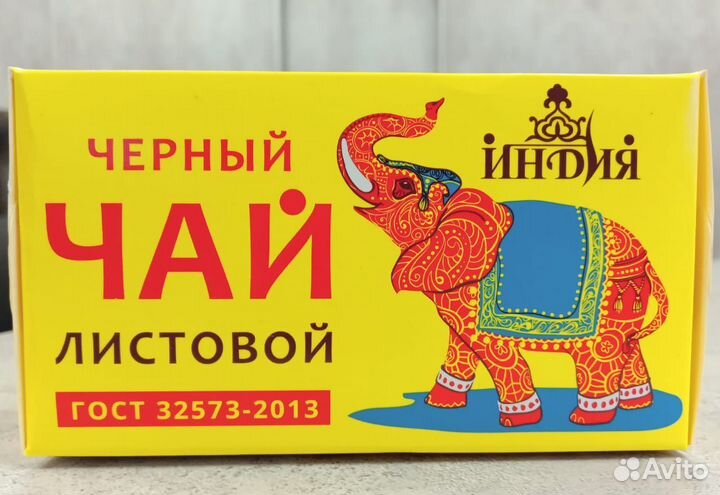 ЧЕРНЫЙ
ЧАЙ
ЛИСТОВОЙ
ГОСТ 32573-2013
ИНДИЯ
Avito